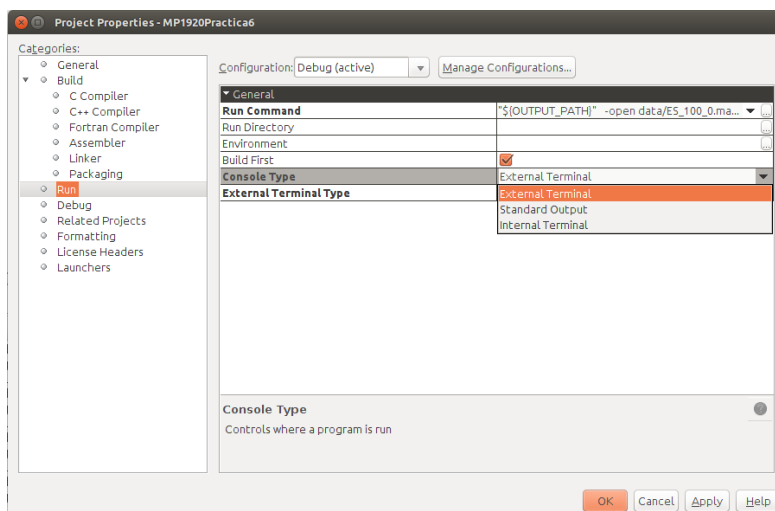 Project Properties - MP1920Practica6
Categories:
General
Build
C Compiler
C++ Compiler
Fortran Compiler
Assembler
Linker
Packaging
Run
Debug
Related Projects
Formatting
License Headers
Launchers
Configuration: Debug (active) Manage Configurations...
General
Run Command "${OUTPUT_PATH}" -open data/ES_100_0.ma... ...
Run Directory ...
Environment ...
Build First
Console Type External Terminal
External Terminal Type External Terminal
Standard Output
Internal Terminal
Console Type
Controls where a program is run
OK Cancel Apply Help